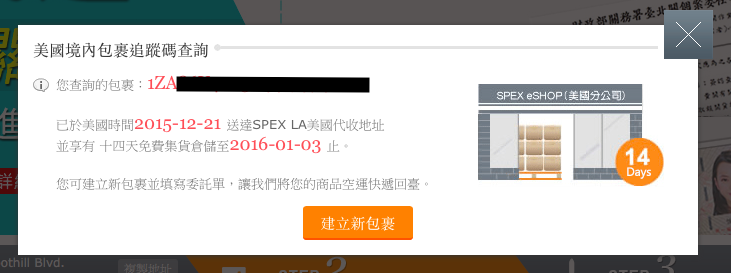 美國境內包裹追蹤碼查詢
您查詢的包裹：1ZA
已於美國時間2015-12-21 送達SPEX LA美國代收地址
並享有 十四天免費集貨倉儲至2016-01-03 止。
您可建立新包裹並填寫委託單，讓我們將您的商品空運快遞回臺。
建立新包裹
SPEX eSHOP（美國分公司）
14
Days
othill Blvd.
複製地址
STEP 2
STEP 3